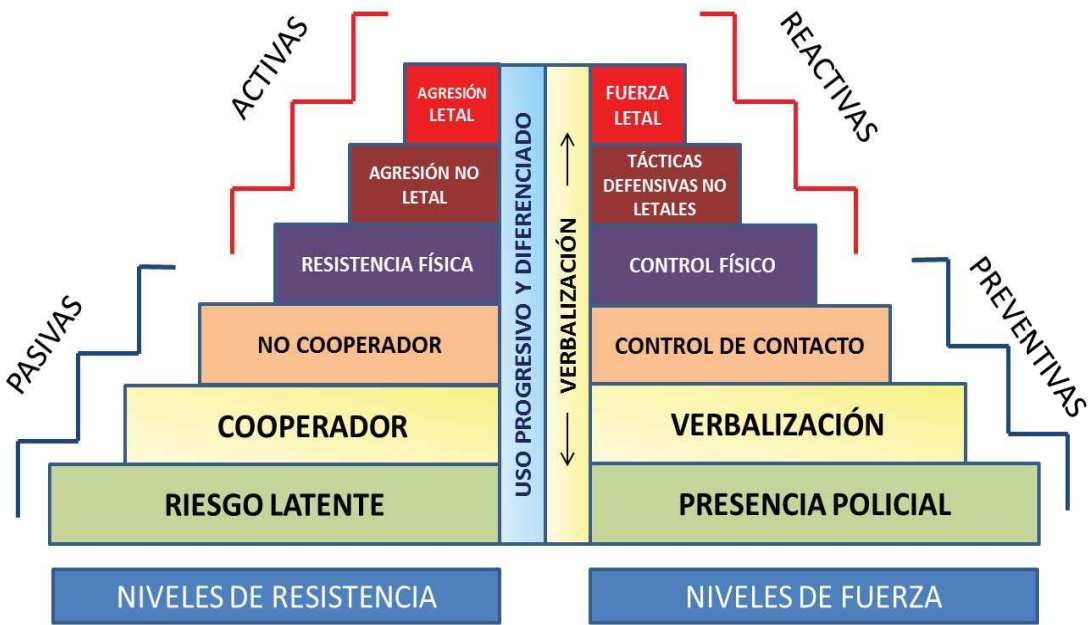 ACTIVAS
REACTIVAS
AGRESIÓN
LETAL
FUERZA
LETAL
AGRESIÓN NO
LETAL
TÁCTICAS
DEFENSIVAS NO
LETALES
RESISTENCIA FÍSICA
CONTROL FÍSICO
PASIVAS
PREVENTIVAS
NO COOPERADOR
CONTROL DE CONTACTO
COOPERADOR
VERBALIZACIÓN
RIESGO LATENTE
PRESENCIA POLICIAL
USO PROGRESIVO Y DIFERENCIADO
VERBALIZACIÓN
NIVELES DE RESISTENCIA
NIVELES DE FUERZA